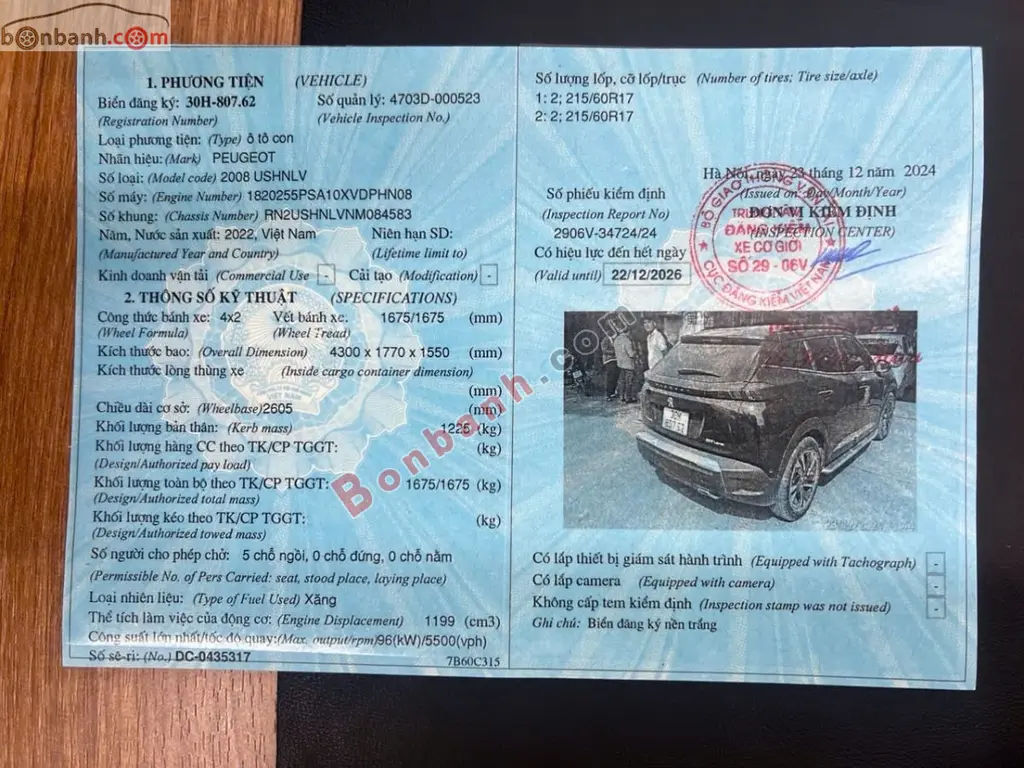 bonbanh.com
1. PHƯƠNG TIỆN (VEHICLE)
Biển đăng ký: 30H-807.62 Số quản lý: 4703D-000523
(Registration Number) (Vehicle Inspection No.)
Loại phương tiện: (Type) ô tô con
Nhãn hiệu: (Mark) PEUGEOT
Số loại: (Model code) 2008 USHNLV
Số máy: (Engine Number) 1820255PSA10XVDPHN08
Số khung: (Chassis Number) RN2USHNLVNM084583
Năm, Nước sản xuất: 2022, Việt Nam Niên hạn SD:
(Manufactured Year and Country) (Lifetime limit to)
Kinh doanh vận tải (Commercial Use - Cải tạo (Modification) -
2. THÔNG SỐ KỸ THUẬT (SPECIFICATIONS)
Công thức bánh xe: 4x2 Vết bánh xe. 1675/1675 (mm)
(Wheel Formula) (Wheel Tread)
Kích thước bao: (Overall Dimension) 4300 x 1770 x 1550 (mm)
Kích thước lòng thùng xe (Inside cargo container dimension)
(mm)
Chiều dài cơ sở: (Wheelbase)2605 (mm)
Khối lượng bản thân: (Kerb mass) 1225 (kg)
Khối lượng hàng CC theo TK/CP TGGT: (kg)
(Design/Authorized pay load)
Khối lượng toàn bộ theo TK/CP TGGT: 1675/1675 (kg)
(Design/Authorized total mass)
Khối lượng kéo theo TK/CP TGGT: (kg)
(Design/Authorized towed mass)
Số người cho phép chở: 5 chỗ ngồi, 0 chỗ đứng, 0 chỗ nằm
(Permissible No. of Pers Carried: seat, stood place, laying place)
Loại nhiên liệu: (Type of Fuel Used) Xăng
Thể tích làm việc của động cơ: (Engine Displacement) 1199 (cm3)
Công suất lớn nhất/tốc độ quay:(Max. output/rpm)96(kW)/5500(vph)
Số sê-ri: (No.) DC-0435317 7B60C315
Số lượng lốp, cỡ lốp/trục (Number of tires; Tire size/axle)
1: 2; 215/60R17
2: 2; 215/60R17
Hà Nội, ngày 23 tháng 12 năm 2024
(Issued on: Day/Month/Year)
Số phiếu kiểm định ĐƠN VỊ KIỂM ĐỊNH
(Inspection Report No) (INSPECTION CENTER)
2906V-34724/24
Có hiệu lực đến hết ngày
(Valid until) 22/12/2026
BỘ GIAO THÔNG VẬN TẢI
TRUNG TÂM
ĐĂNG KIỂM
XE CƠ GIỚI
SỐ 29 - 06V
CỤC ĐĂNG KIỂM VIỆT NAM
VIỆT NAM
Bonbanh.com
30H
807.62
Có lắp thiết bị giám sát hành trình (Equipped with Tachograph) -
Có lắp camera (Equipped with camera) -
Không cấp tem kiểm định (Inspection stamp was not issued) -
Ghi chú: Biển đăng ký nền trắng